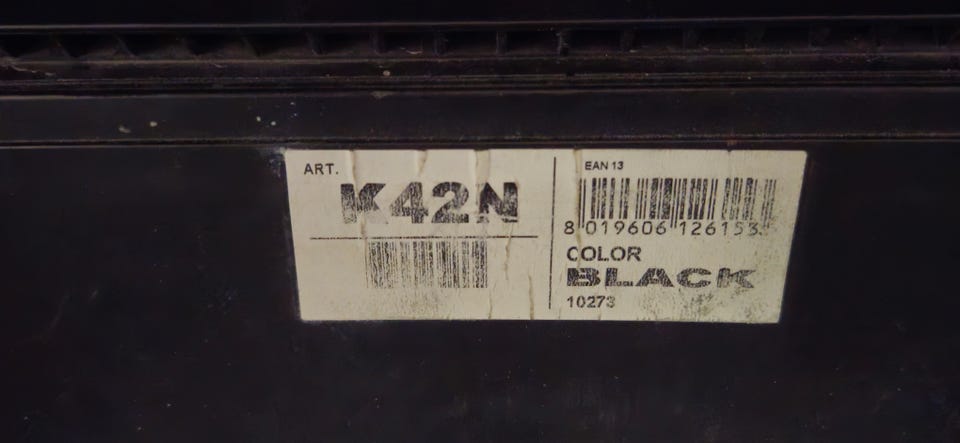 ART.
K42N
EAN 13
8 019606 126153
COLOR
BLACK
10273